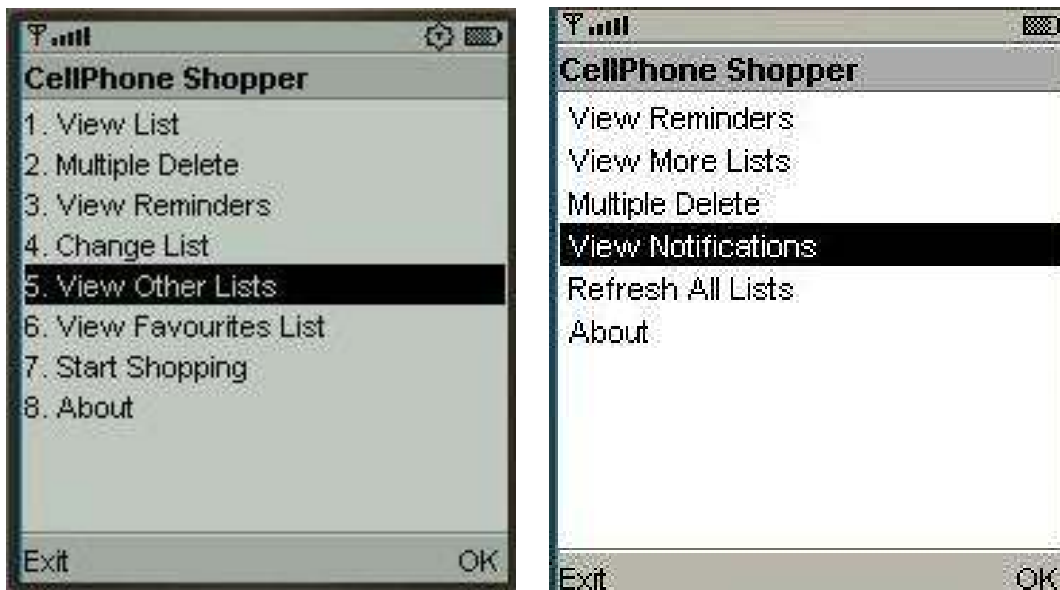 CellPhone Shopper
1. View List
2. Multiple Delete
3. View Reminders
4. Change List
5. View Other Lists
6. View Favourites List
7. Start Shopping
8. About
Exit OK
CellPhone Shopper
View Reminders
View More Lists
Multiple Delete
View Notifications
Refresh All Lists
About
Exit OK